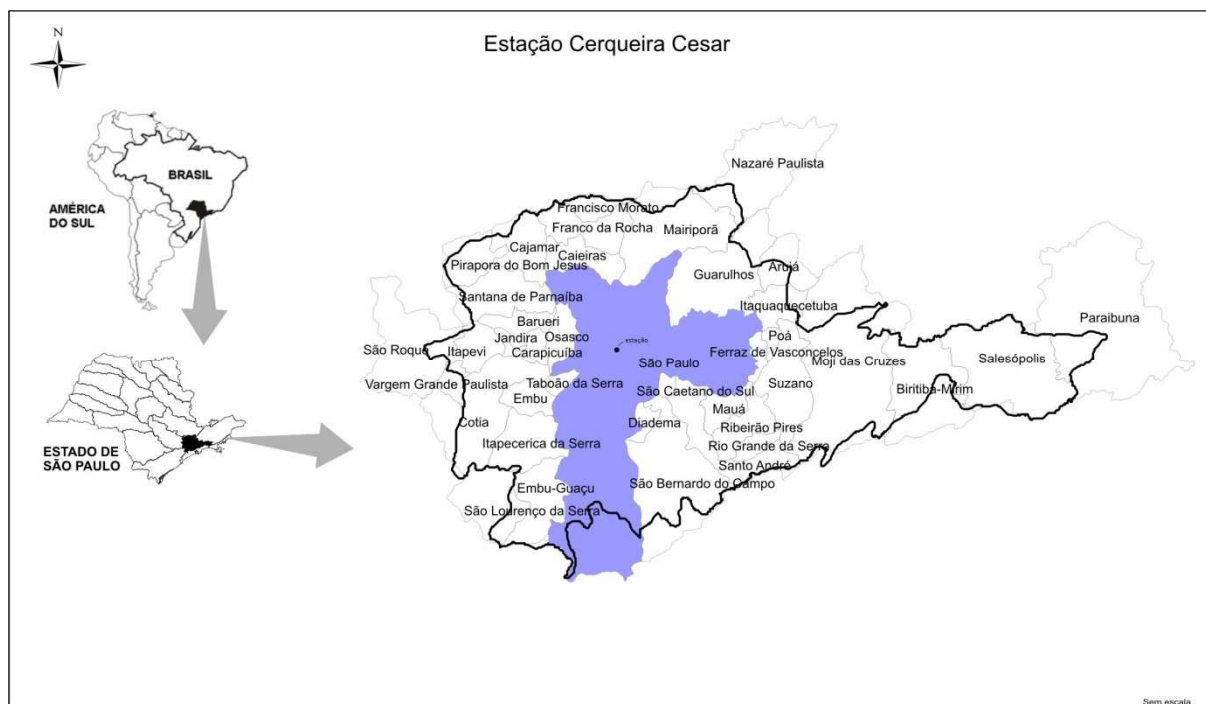 Estação Cerqueira Cesar
N
BRASIL
AMÉRICA
DO SUL
ESTADO DE
SÃO PAULO
Nazaré Paulista
Francisco Morato
Franco da Rocha
Mairiporã
Cajamar
Caieiras
Pirapora do Bom Jesus
Guarulhos
Arujá
Santana de Parnaíba
Itaquaquecetuba
Paraibuna
Barueri
Jandira
Osasco
estação
Poá
São Roque
Itapevi
Carapicuíba
Ferraz de Vasconcelos
São Paulo
Moji das Cruzes
Salesópolis
Vargem Grande Paulista
Taboão da Serra
Suzano
São Caetano do Sul
Biritiba-Mirim
Embu
Mauá
Cotia
Diadema
Ribeirão Pires
Itapecerica da Serra
Rio Grande da Serra
Santo André
São Bernardo do Campo
Embu-Guaçu
São Lourenço da Serra
Sem escala